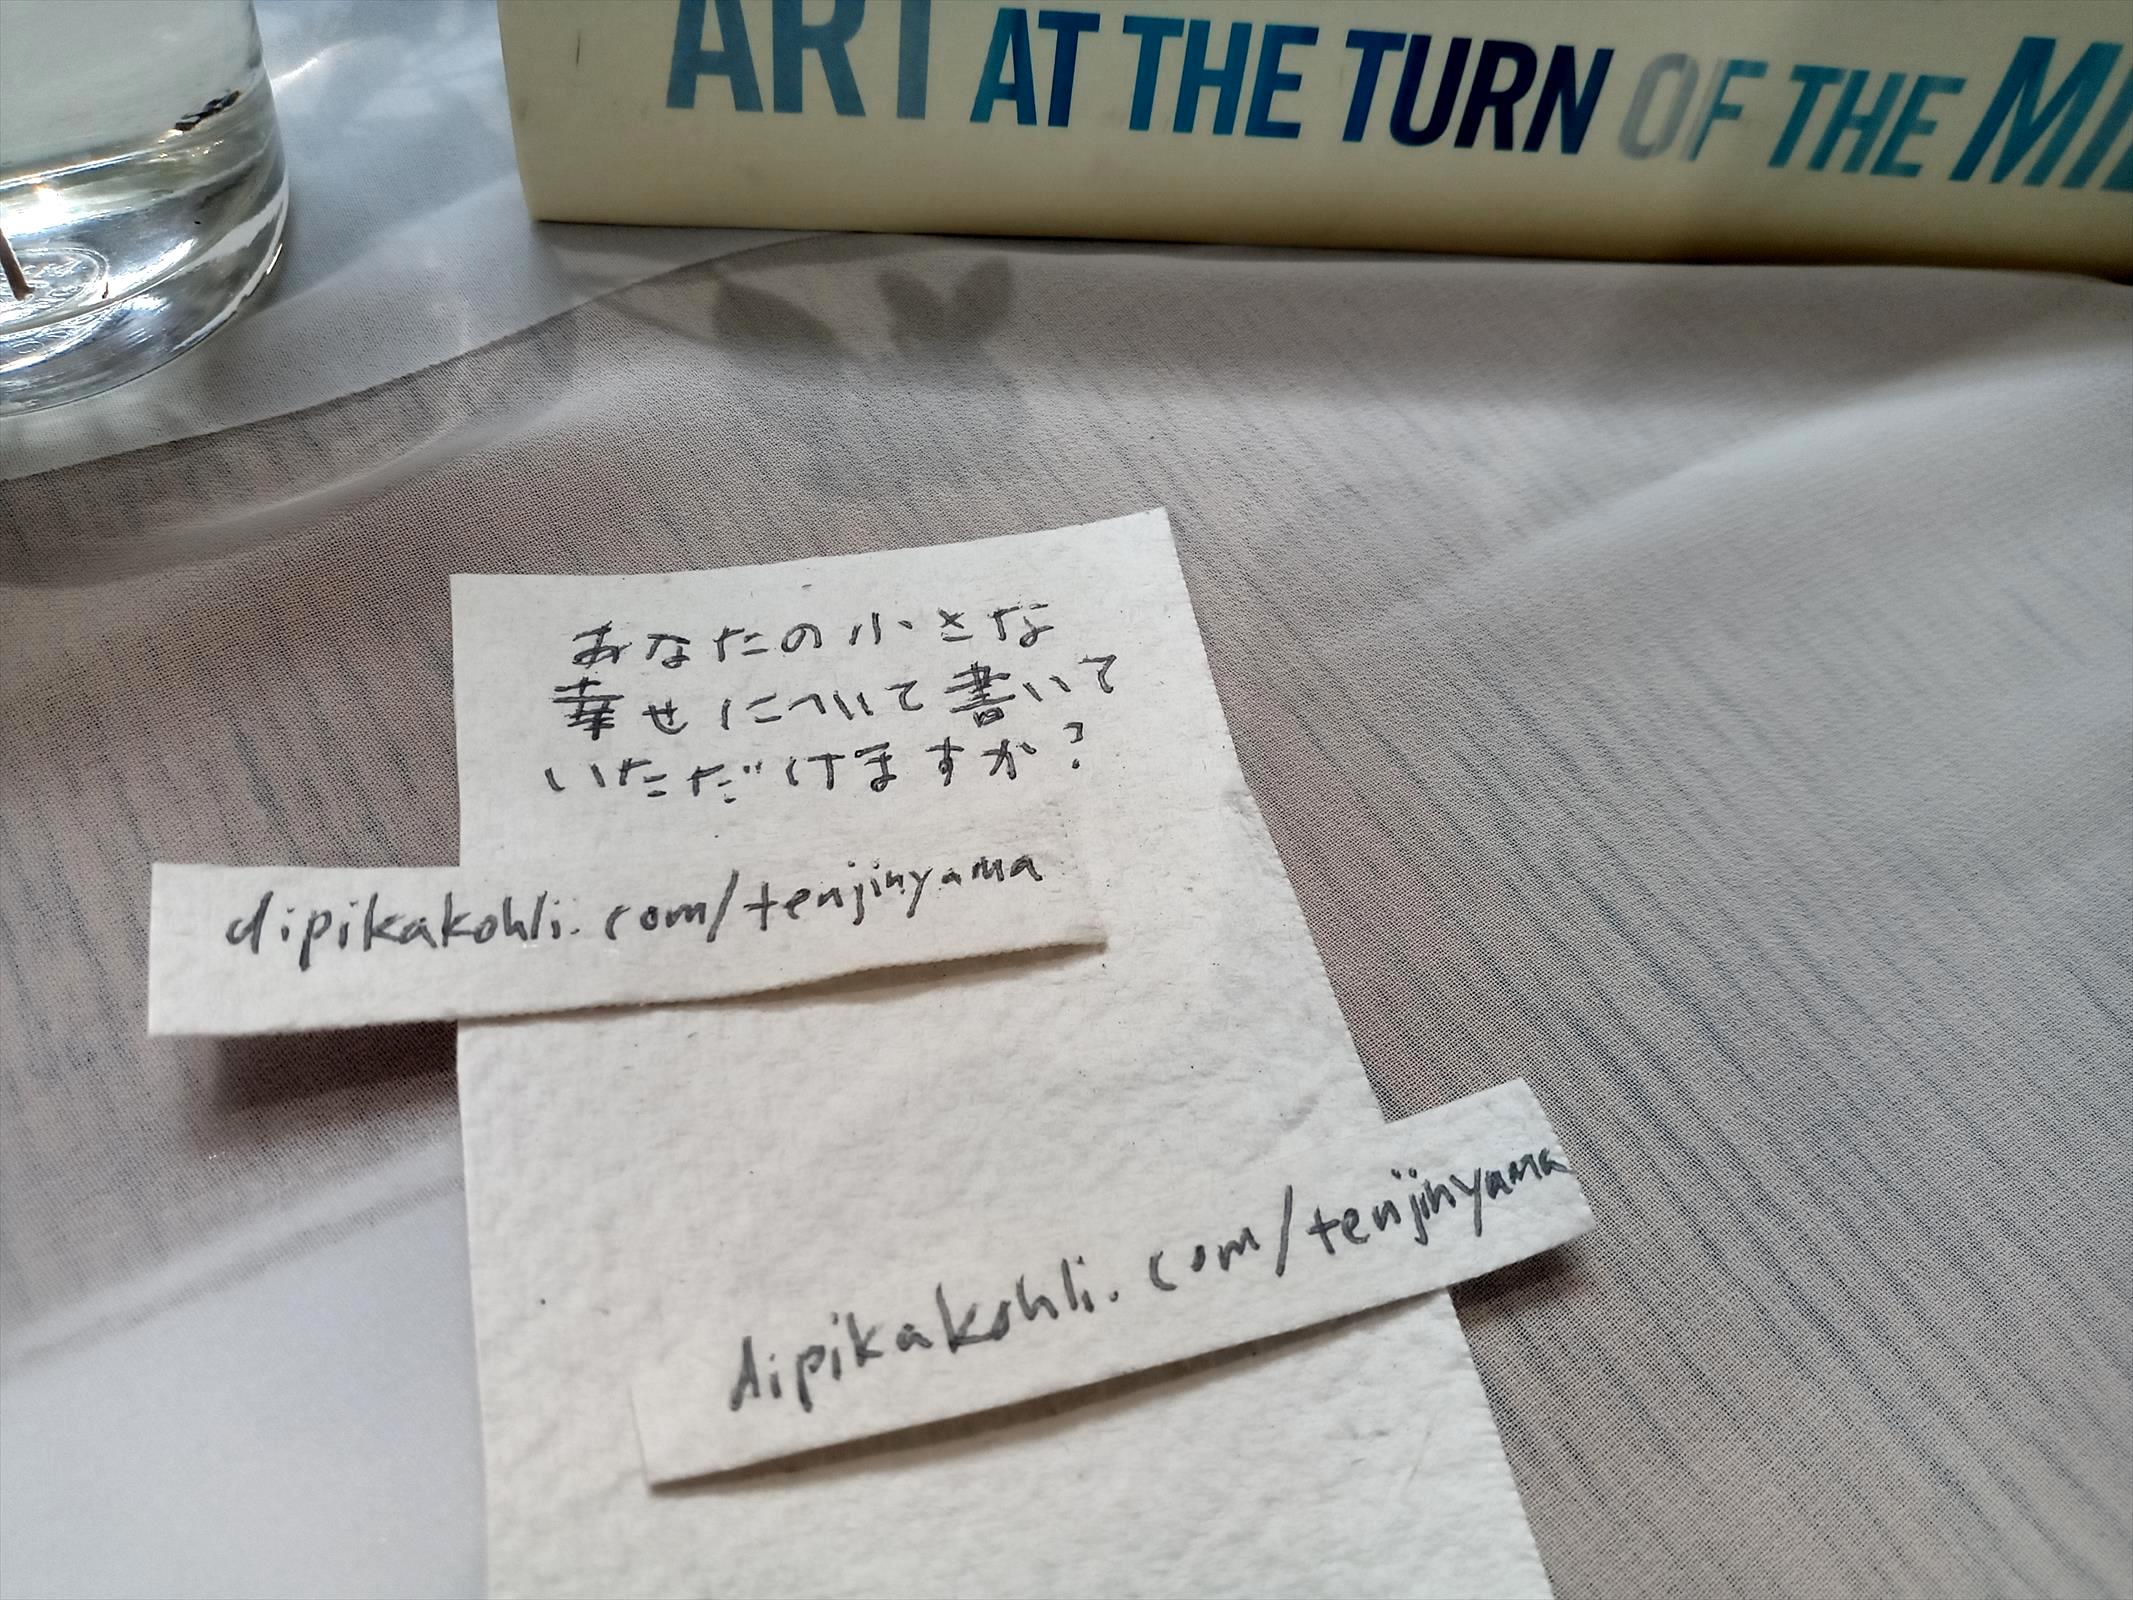 ART AT THE TURN OF THE
あなたの小さな
幸せについて書いて
いただけますか?
dipikakohli.com/tenjinyama
dipikakohli.com/tenjinyama